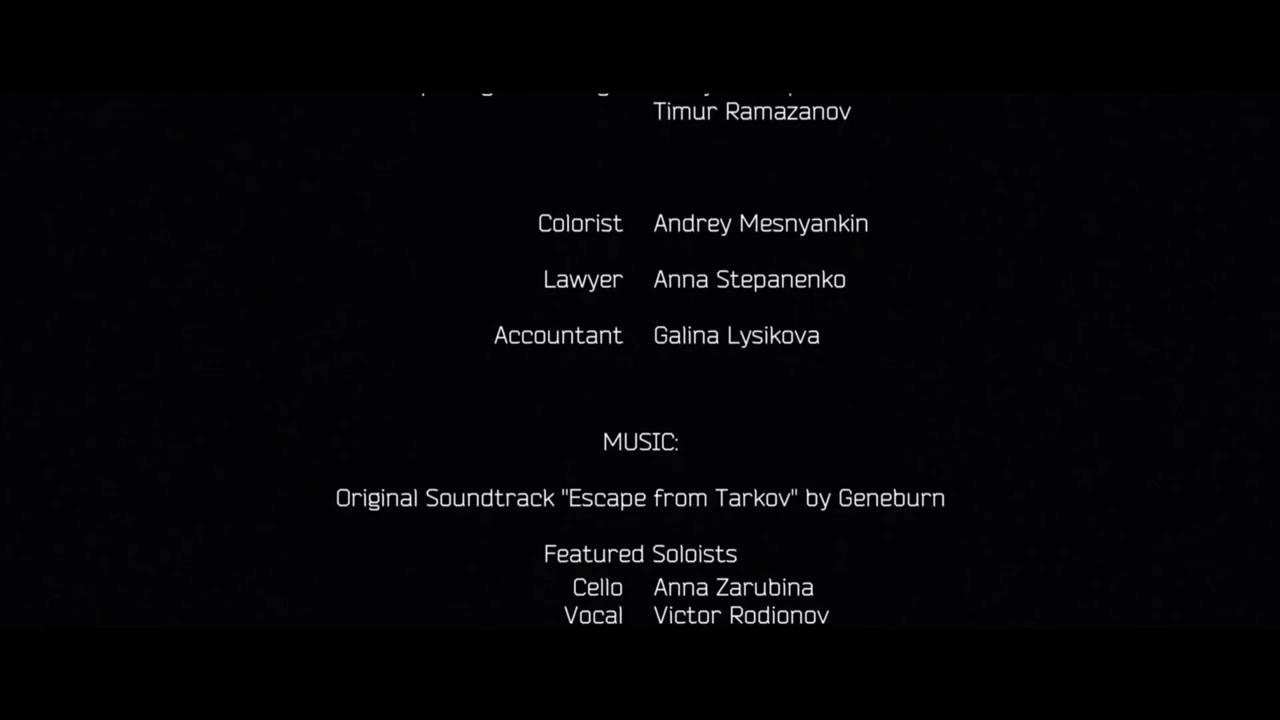 Timur Ramazanov
Colorist Andrey Mesnyankin
Lawyer Anna Stepanenko
Accountant Galina Lysikova
MUSIC:
Original Soundtrack "Escape from Tarkov" by Geneburn
Featured Soloists
Cello Anna Zarubina
Vocal Victor Rodionov